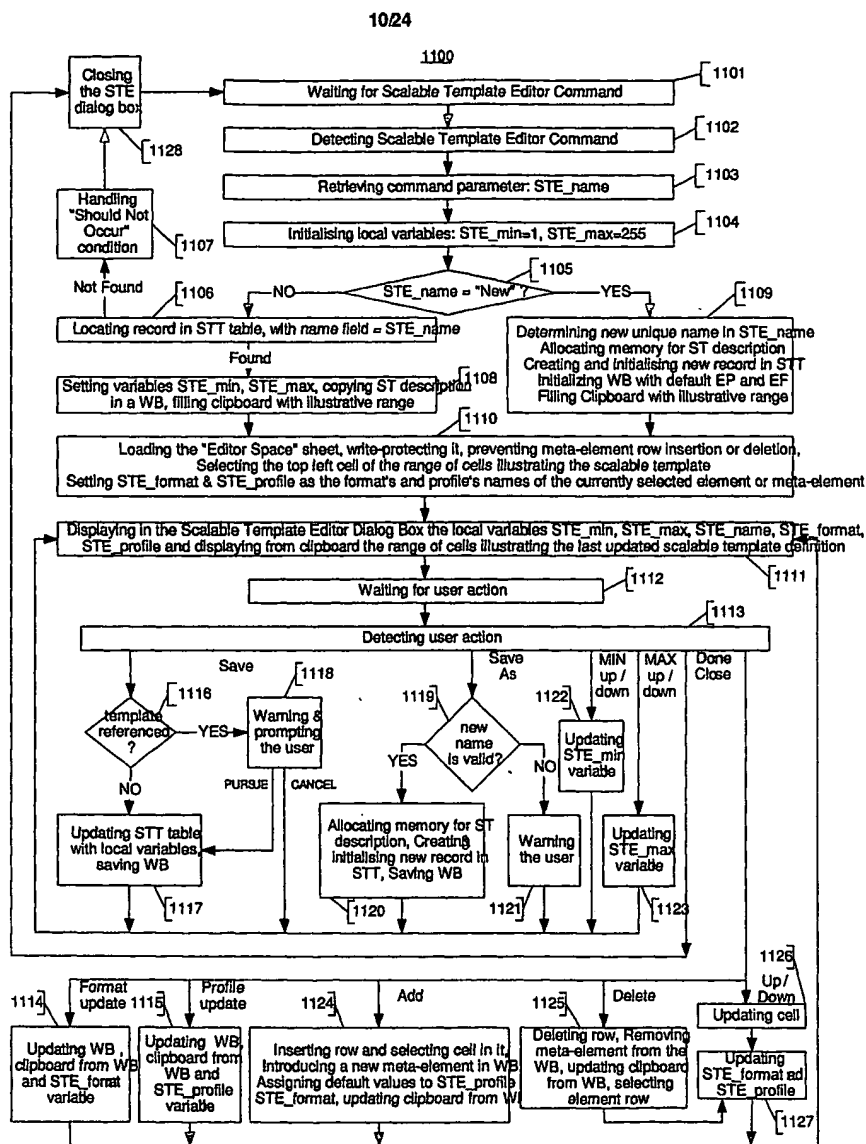 10/24
1100
Closing
the STE
dialog box
1128
Waiting for Scalable Template Editor Command
1101
Detecting Scalable Template Editor Command
1102
Retrieving command parameter: STE_name
1103
Initialising local variables: STE_min=1, STE_max=255
1104
Handling
"Should Not
Occur"
condition
1107
Not Found
1106
NO
STE_name = "New" ?
1105
YES
1109
Locating record in STT table, with name field = STE_name
Found
Setting variables STE_min, STE_max, copying ST description
in a WB, filling clipboard with illustrative range
1108
Determining new unique name in STE_name
Allocating memory for ST description
Creating and initialising new record in STT
Initializing WB with default EP and EF
Filling Clipboard with illustrative range
1110
Loading the "Editor Space" sheet, write-protecting it, preventing meta-element row insertion or deletion,
Selecting the top left cell of the range of cells illustrating the scalable template
Setting STE_format & STE_profile as the format's and profile's names of the currently selected element or meta-element
Displaying in the Scalable Template Editor Dialog Box the local variables STE_min, STE_max, STE_name, STE_format,
STE_profile and displaying from clipboard the range of cells illustrating the last updated scalable template definition
1111
Waiting for user action
1112
Detecting user action
1113
Save
Save
As
MIN
up /
down
MAX
up /
down
Done
Close
1116
template
referenced
?
YES
NO
1118
Warning &
prompting
the user
PURSUE
CANCEL
Updating STT table
with local variables,
saving WB
1117
1119
new
name
is valid?
YES
NO
Allocating memory for ST
description, Creating
initialising new record in
STT, Saving WB
1120
Warning
the user
1121
1122
Updating
STE_min
variable
Updating
STE_max
variable
1123
1114
Format
update
Updating WB,
clipboard from WB
and STE_format
variable
1115
Profile
update
Updating WB,
clipboard from
WB and
STE_profile
variable
1124
Add
Inserting row and selecting cell in it,
Introducing a new meta-element in WB
Assigning default values to STE_profile
STE_format, updating clipboard from
1125
Delete
Deleting row, Removing
meta-element from the
WB, updating clipboard
from WB, selecting
element row
1126
Up /
Down
Updating cell
Updating
STE_format ad
STE_profile
1127